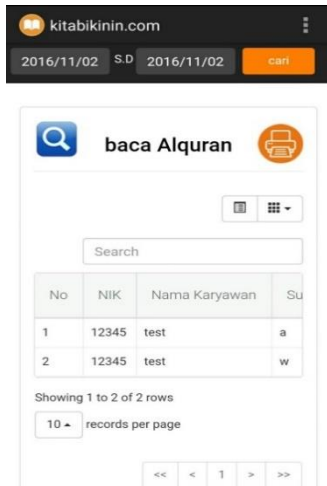 kitabikinin.com
2016/11/02 S.D 2016/11/02 cari
baca Alquran
Search
No NIK Nama Karyawan Su
1 12345 test a
2 12345 test w
Showing 1 to 2 of 2 rows
10 records per page
<< < 1 > >>